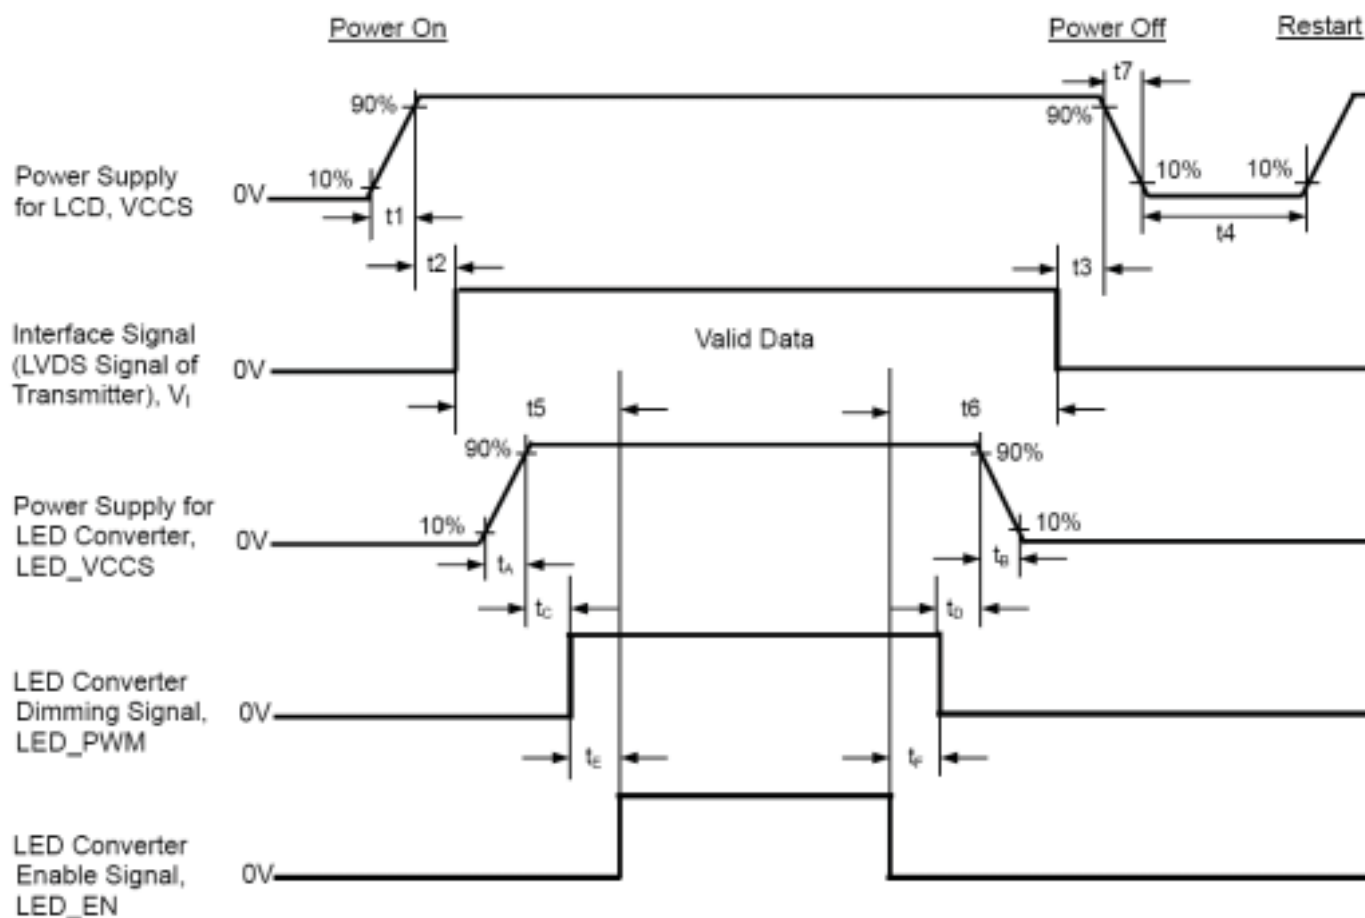 Power On
Power Off
Restart
t7
90%
90%
Power Supply
for LCD, VCCS
0V
10%
10%
10%
t1
t4
t2
t3
Interface Signal
(LVDS Signal of
Transmitter), VI
0V
Valid Data
t5
t6
90%
90%
Power Supply for
LED Converter,
LED_VCCS
0V
10%
10%
tA
tB
tC
tD
LED Converter
Dimming Signal,
LED_PWM
0V
tE
tF
LED Converter
Enable Signal,
LED_EN
0V